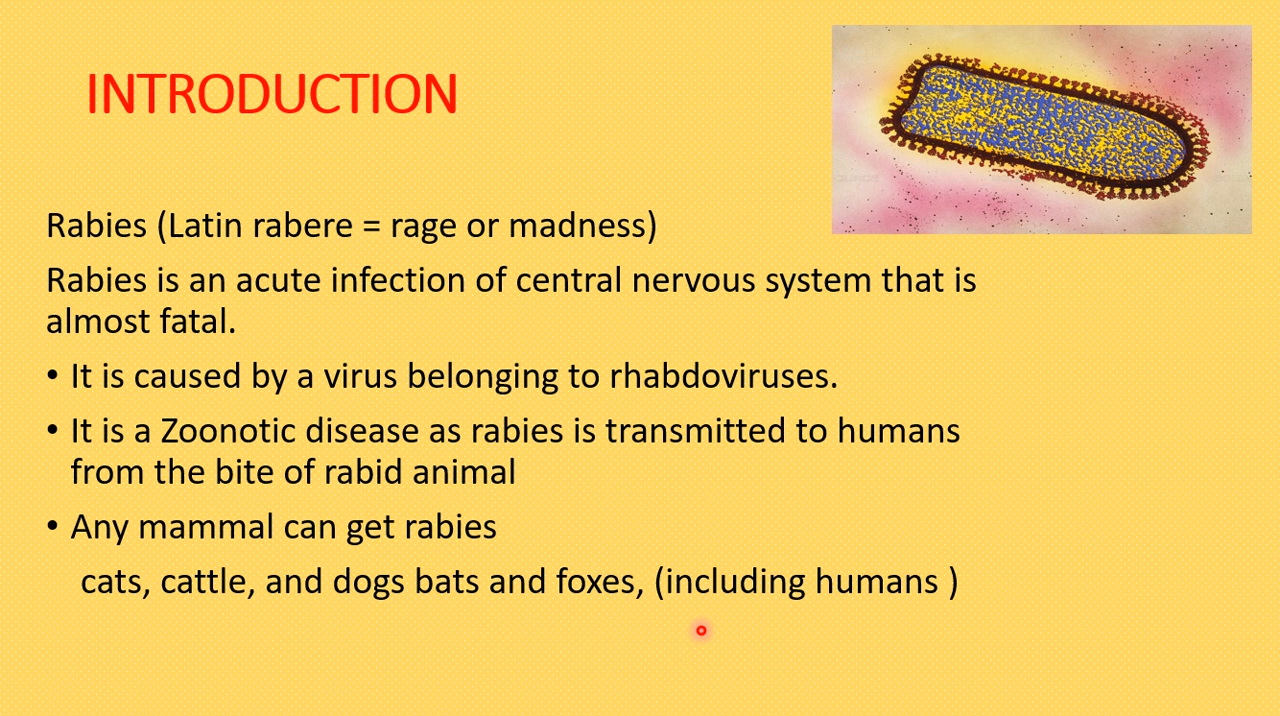 INTRODUCTION
Rabies (Latin rabere = rage or madness)
Rabies is an acute infection of central nervous system that is
almost fatal.
• It is caused by a virus belonging to rhabdoviruses.
• It is a Zoonotic disease as rabies is transmitted to humans
from the bite of rabid animal
• Any mammal can get rabies
cats, cattle, and dogs bats and foxes, (including humans )